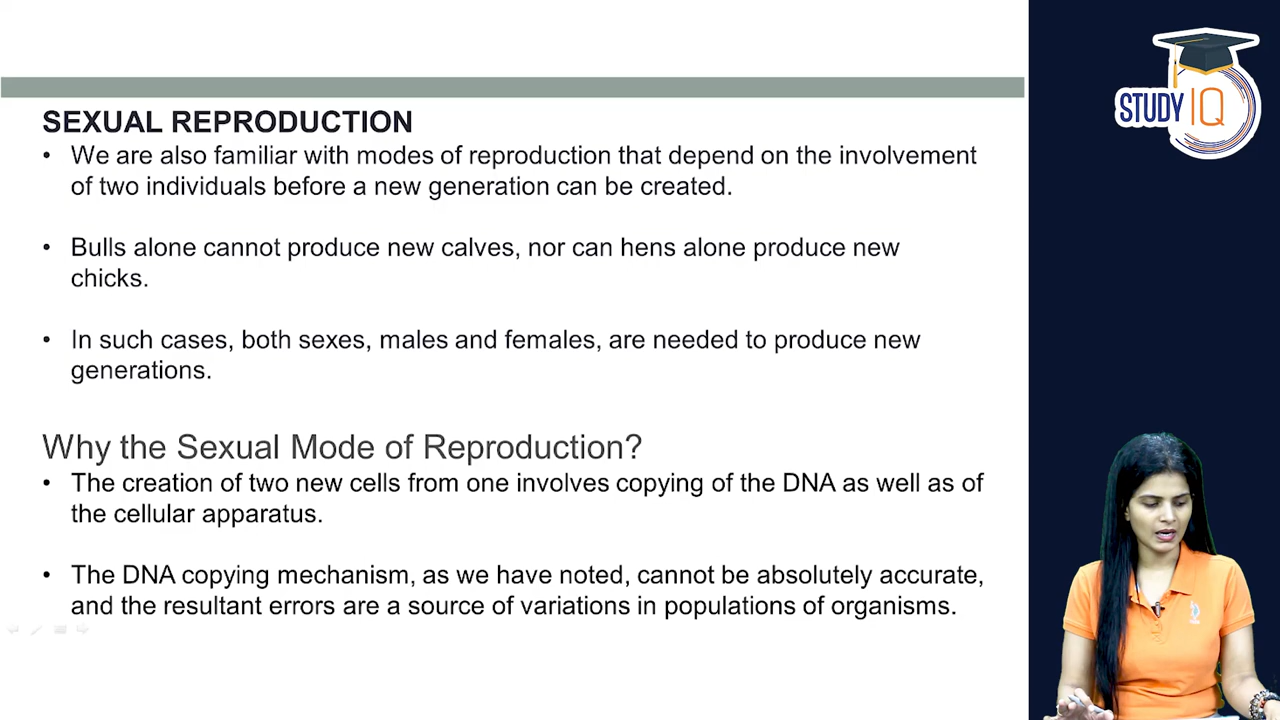 SEXUAL REPRODUCTION
• We are also familiar with modes of reproduction that depend on the involvement
of two individuals before a new generation can be created.
• Bulls alone cannot produce new calves, nor can hens alone produce new
chicks.
• In such cases, both sexes, males and females, are needed to produce new
generations.
Why the Sexual Mode of Reproduction?
• The creation of two new cells from one involves copying of the DNA as well as of
the cellular apparatus.
• The DNA copying mechanism, as we have noted, cannot be absolutely accurate,
and the resultant errors are a source of variations in populations of organisms.
STUDY IQ